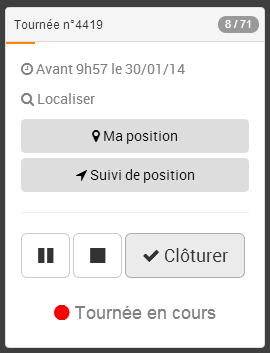 Tournée n°4419
8 / 71
Avant 9h57 le 30/01/14
Localiser
Ma position
Suivi de position
Clôturer
Tournée en cours